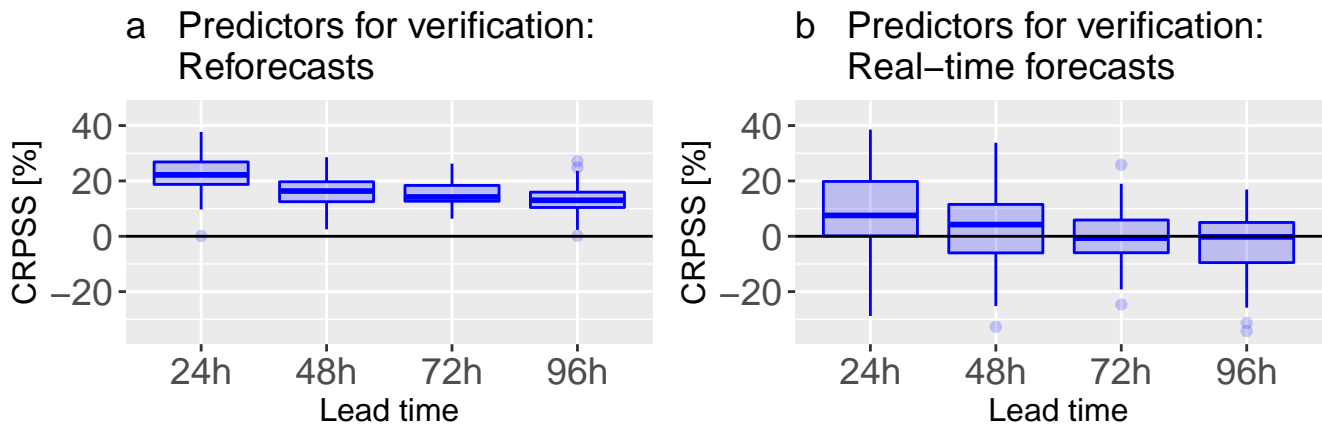 a Predictors for verification:
Reforecasts
CRPSS [%]
40
20
0
−20
24h 48h 72h 96h
Lead time
b Predictors for verification:
Real−time forecasts
CRPSS [%]
40
20
0
−20
24h 48h 72h 96h
Lead time